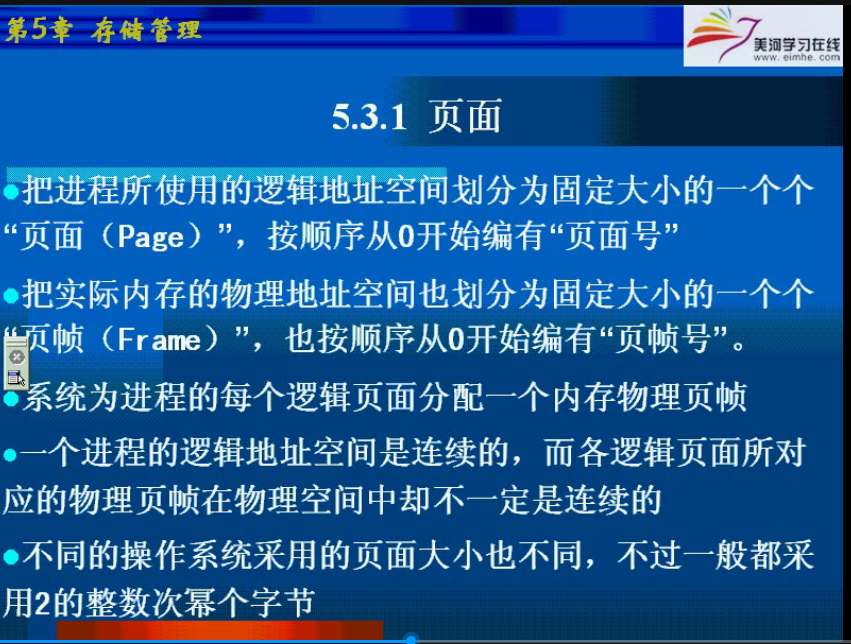 第5章 存储管理
美河学习在线
www.eimhe.com
5.3.1 页面
●把进程所使用的逻辑地址空间划分为固定大小的一个个
“页面（Page）”，按顺序从0开始编有“页面号”
●把实际内存的物理地址空间也划分为固定大小的一个个
“页帧（Frame）”，也按顺序从0开始编有“页帧号”。
●系统为进程的每个逻辑页面分配一个内存物理页帧
●一个进程的逻辑地址空间是连续的，而各逻辑页面所对
应的物理页帧在物理空间中却不一定是连续的
●不同的操作系统采用的页面大小也不同，不过一般都采
用2的整数次幂个字节